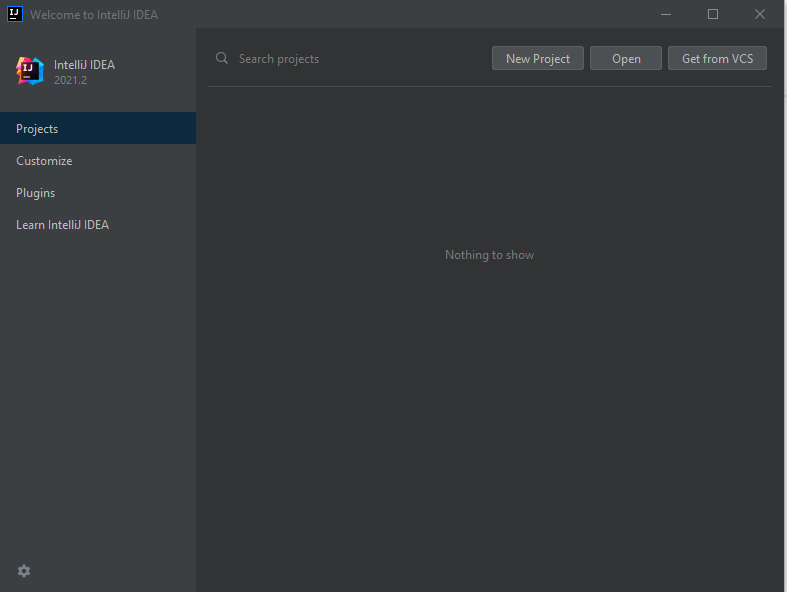 IJ
Welcome to IntelliJ IDEA
IJ
IntelliJ IDEA
2021.2
Search projects
New Project
Open
Get from VCS
Projects
Customize
Plugins
Learn IntelliJ IDEA
Nothing to show